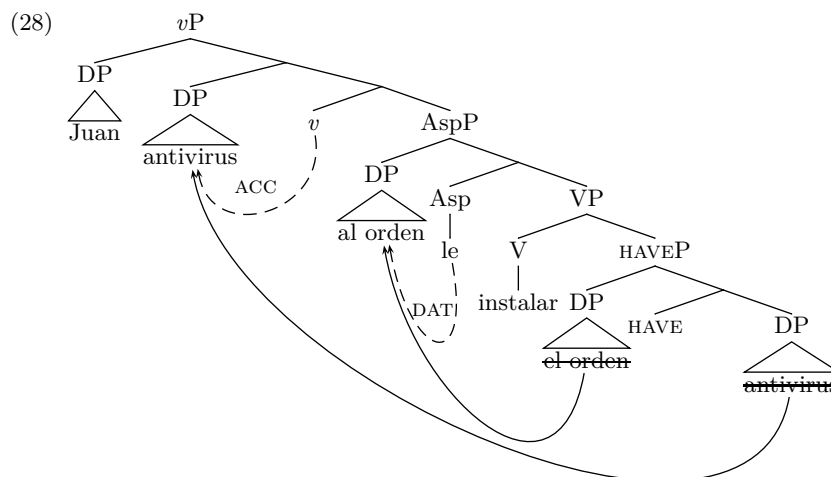 (28)
vP
DP
Juan
DP
antivirus
v
ACC
AspP
DP
al orden
Asp
le
DAT
VP
V
instalar
HAVEP
DP
el orden
HAVE
DP
antivirus